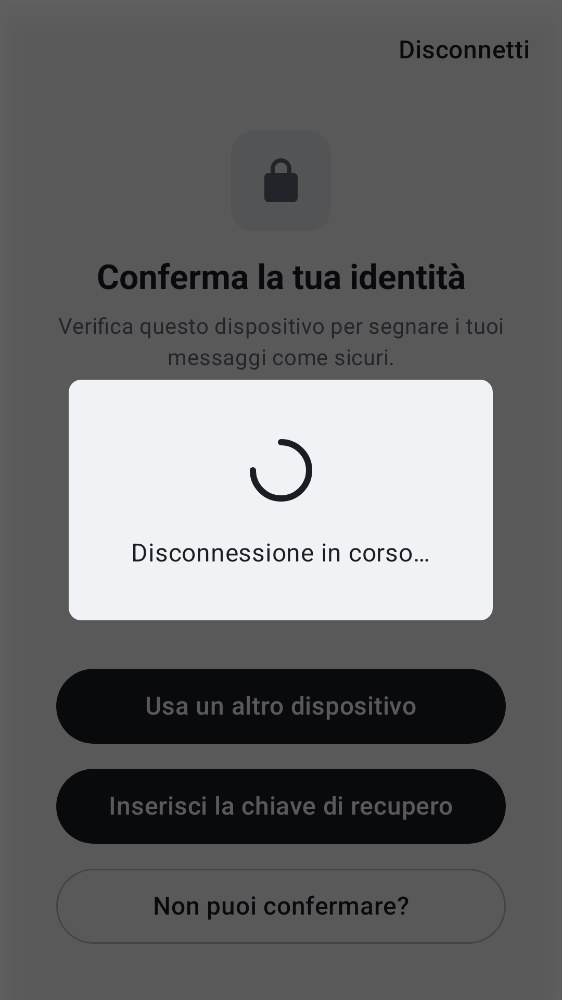 Disconnetti
Conferma la tua identità
Verifica questo dispositivo per segnare i tuoi
messaggi come sicuri.
Disconnessione in corso…
Usa un altro dispositivo
Inserisci la chiave di recupero
Non puoi confermare?